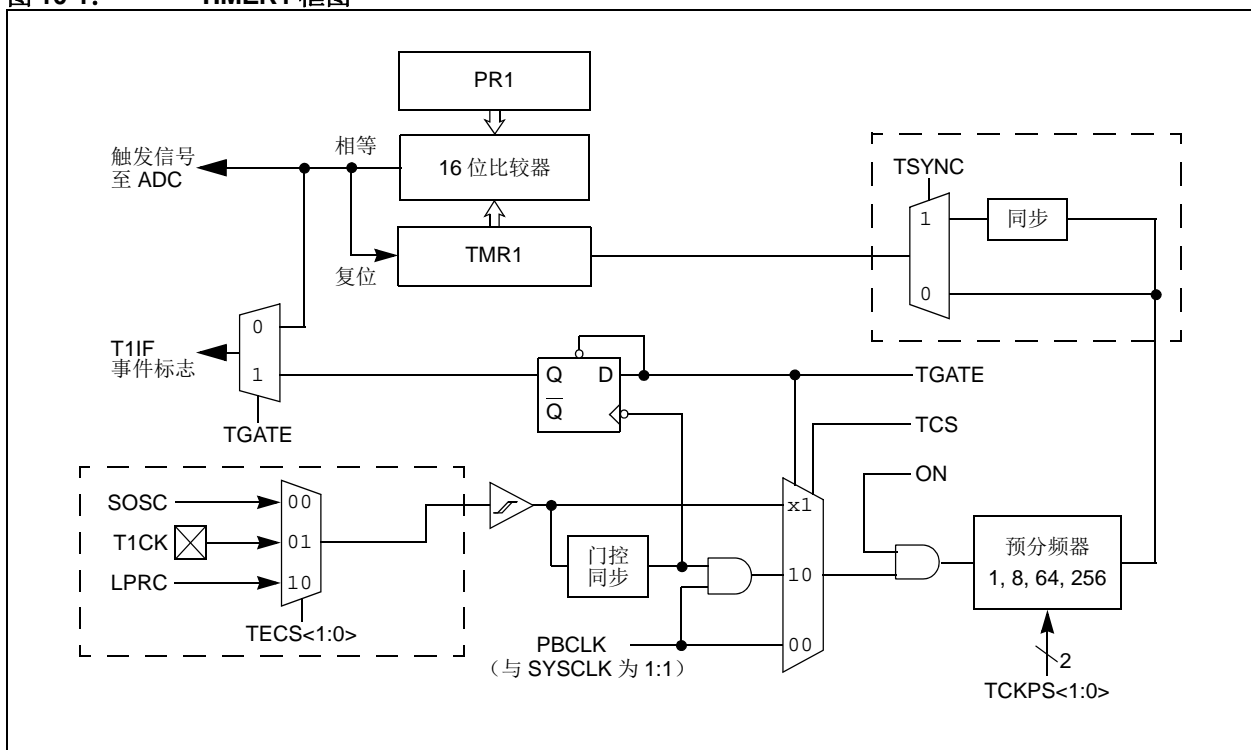 PR1
16 位比较器
TMR1
相等
复位
触发信号
至 ADC
TSYNC
1
同步
0
0
1
T1IF
事件标志
TGATE
Q
D
Q
TGATE
TCS
ON
SOSC
T1CK
LPRC
00
01
10
TECS<1:0>
门控
同步
x1
10
00
PBCLK
（与 SYSCLK 为 1:1）
预分频器
1, 8, 64, 256
2
TCKPS<1:0>